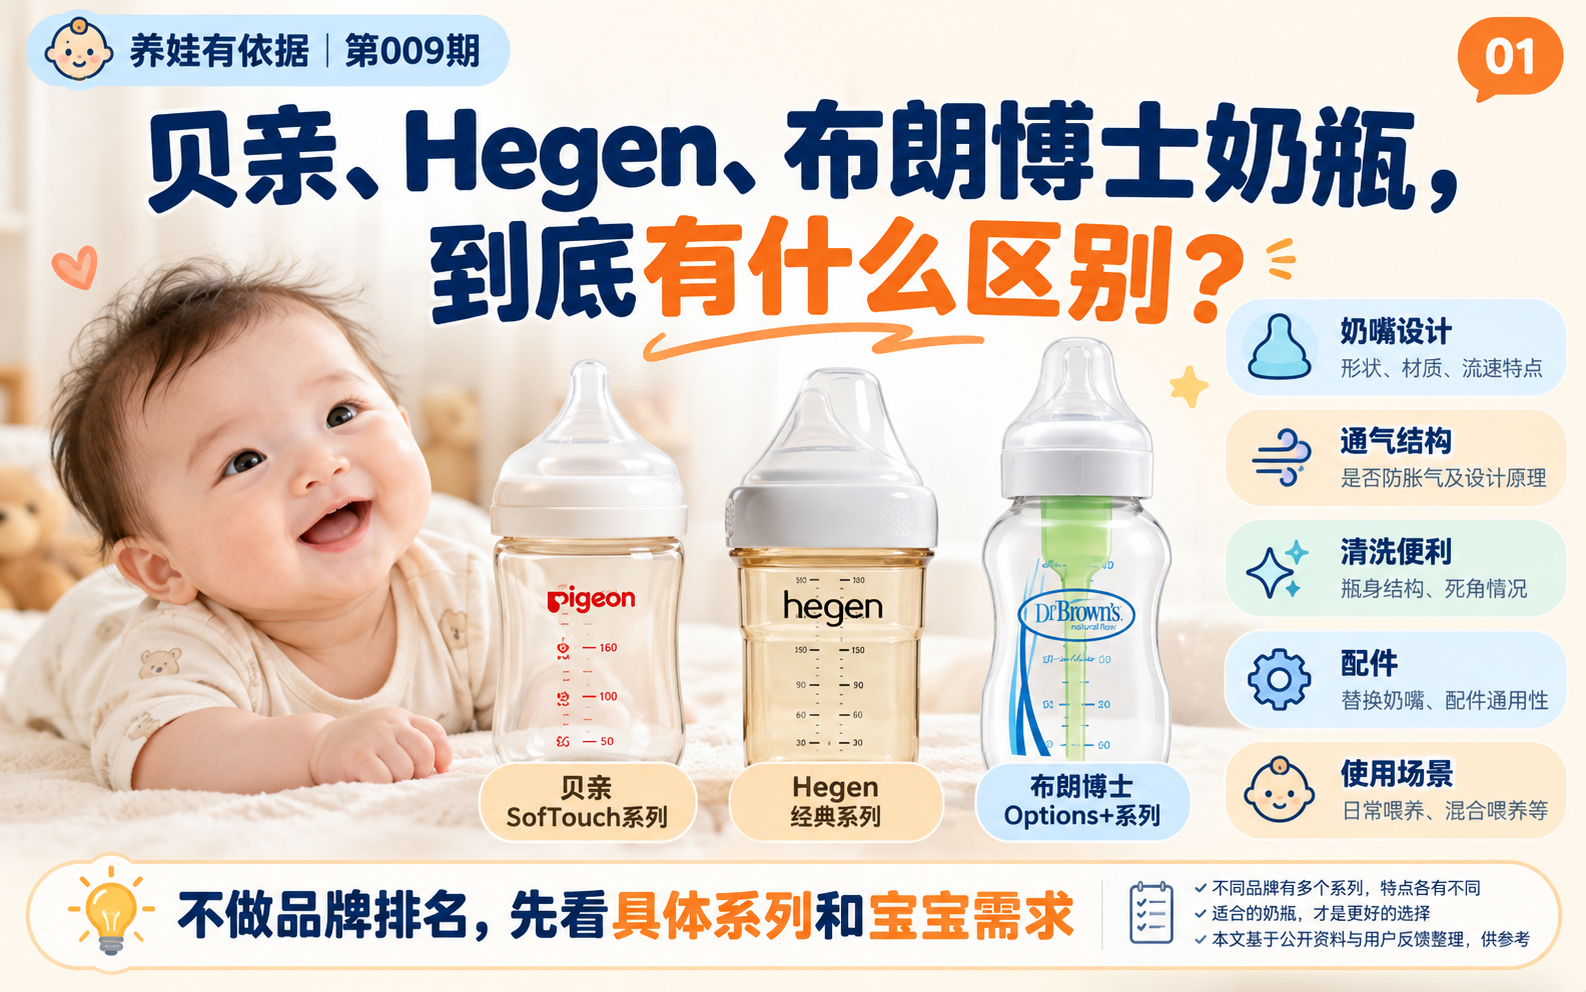 养娃有依据｜第009期
01
贝亲、Hegen、布朗博士奶瓶，
到底有什么区别?
奶嘴设计
形状、材质、流速特点
通气结构
是否防胀气及设计原理
清洗便利
瓶身结构、死角情况
配件
替换奶嘴、配件通用性
使用场景
日常喂养、混合喂养等
pigeon
160
100
50
hegen
180
150
150
90
90
60
60
30
30
Dr Brown's
natural flow
20
贝亲
SofTouch系列
Hegen
经典系列
布朗博士
Options+系列
不做品牌排名，先看具体系列和宝宝需求
不同品牌有多个系列，特点各有不同
适合的奶瓶，才是更好的选择
本文基于公开资料与用户反馈整理，供参考